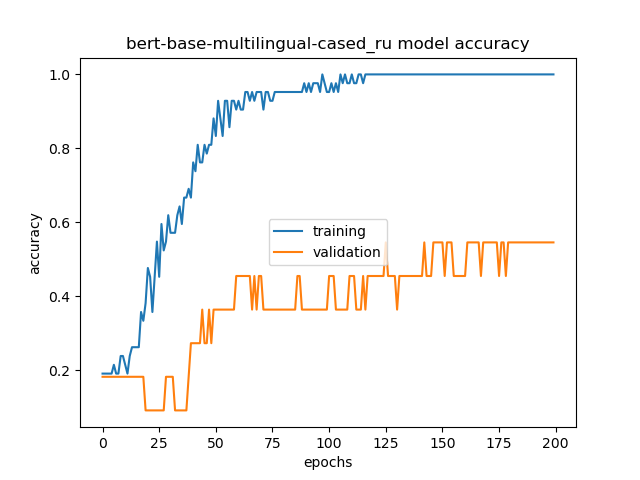 bert-base-multilingual-cased_ru model accuracy
1.0
0.8
0.6
0.4
0.2
accuracy
training
validation
0 25 50 75 100 125 150 175 200
epochs